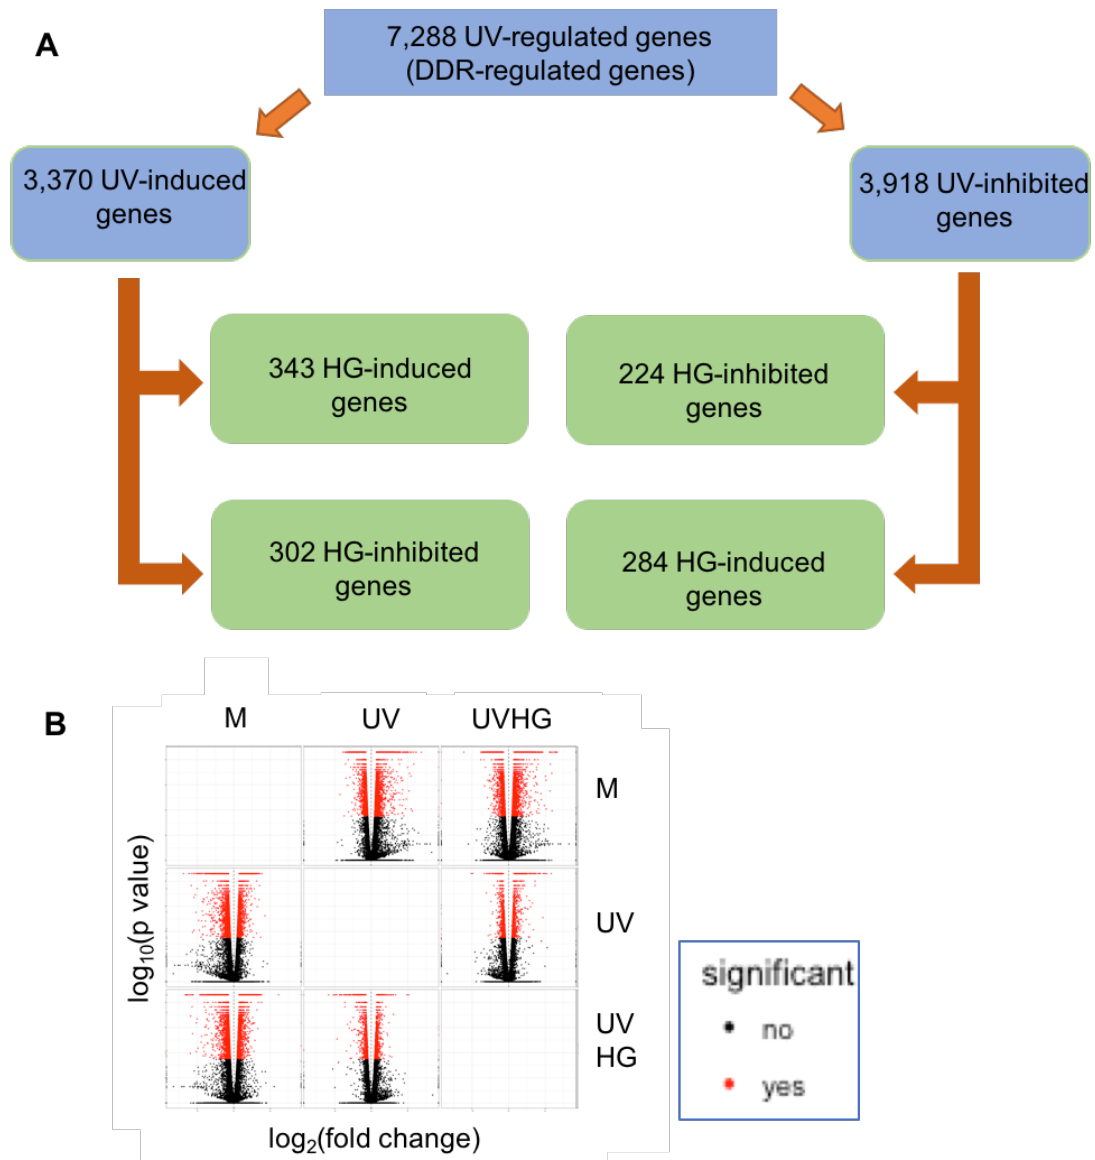 A
7,288 UV-regulated genes
(DDR-regulated genes)
3,370 UV-induced
genes
3,918 UV-inhibited
genes
343 HG-induced
genes
224 HG-inhibited
genes
302 HG-inhibited
genes
284 HG-induced
genes
B
M UV UVHG
M
UV
UV
HG
log10(p value)
log2(fold change)
significant
no
yes